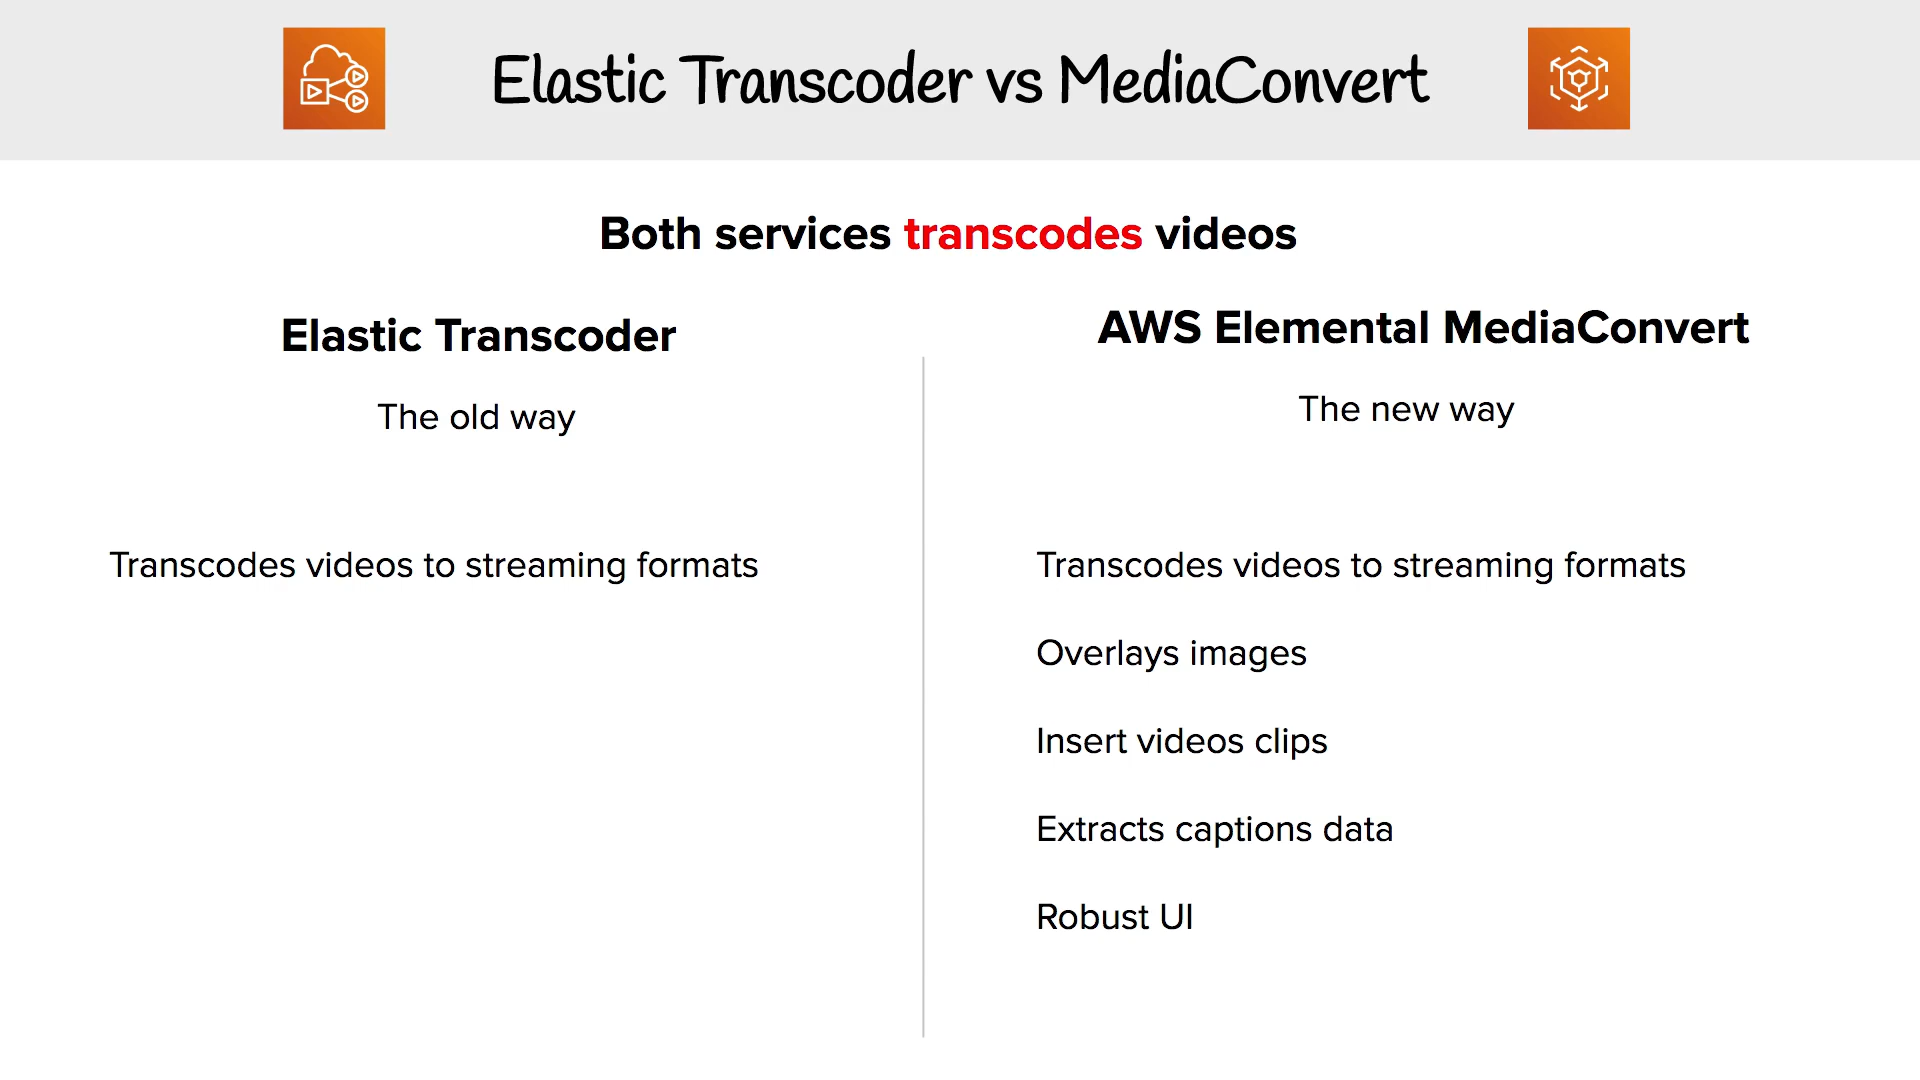 Elastic Transcoder vs MediaConvert
Both services transcodes videos
Elastic Transcoder
The old way
Transcodes videos to streaming formats
AWS Elemental MediaConvert
The new way
Transcodes videos to streaming formats
Overlays images
Insert videos clips
Extracts captions data
Robust UI